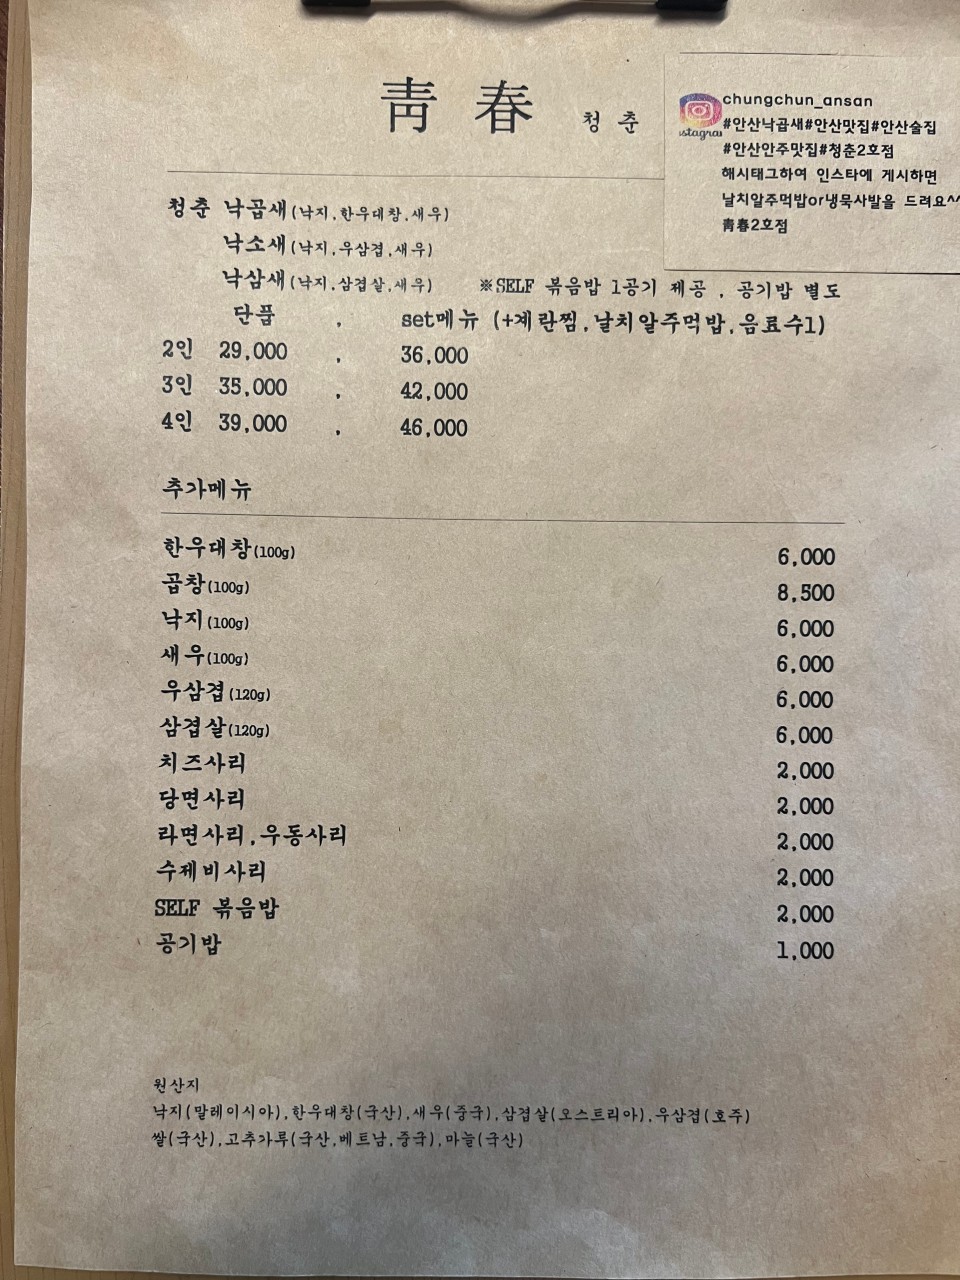 靑 春 청 춘
chungchun_ansan
#안산낙곱새#안산맛집#안산술집
#안산안주맛집#청춘2호점
해시태그하여 인스타에 게시하면
날치알주먹밥or냉묵사발을 드려요^^
靑春2호점
청춘 낙곱새(낙지,한우대창,새우)
낙소새(낙지,우삼겹,새우)
낙삼새(낙지,삼겹살,새우) ※SELF 볶음밥 1공기 제공 , 공기밥 별도
단품 , set메뉴 (+계란찜,날치알주먹밥,음료수1)
2인 29,000 , 36,000
3인 35,000 , 42,000
4인 39,000 , 46,000
추가메뉴
한우대창(100g) 6,000
곱창(100g) 8,500
낙지(100g) 6,000
새우(100g) 6,000
우삼겹(120g) 6,000
삼겹살(120g) 6,000
치즈사리 2,000
당면사리 2,000
라면사리,우동사리 2,000
수제비사리 2,000
SELF 볶음밥 2,000
공기밥 1,000
원산지
낙지(말레이시아),한우대창(국산),새우(중국),삼겹살(오스트리아),우삼겹(호주)
쌀(국산),고추가루(국산,베트남,중국),마늘(국산)